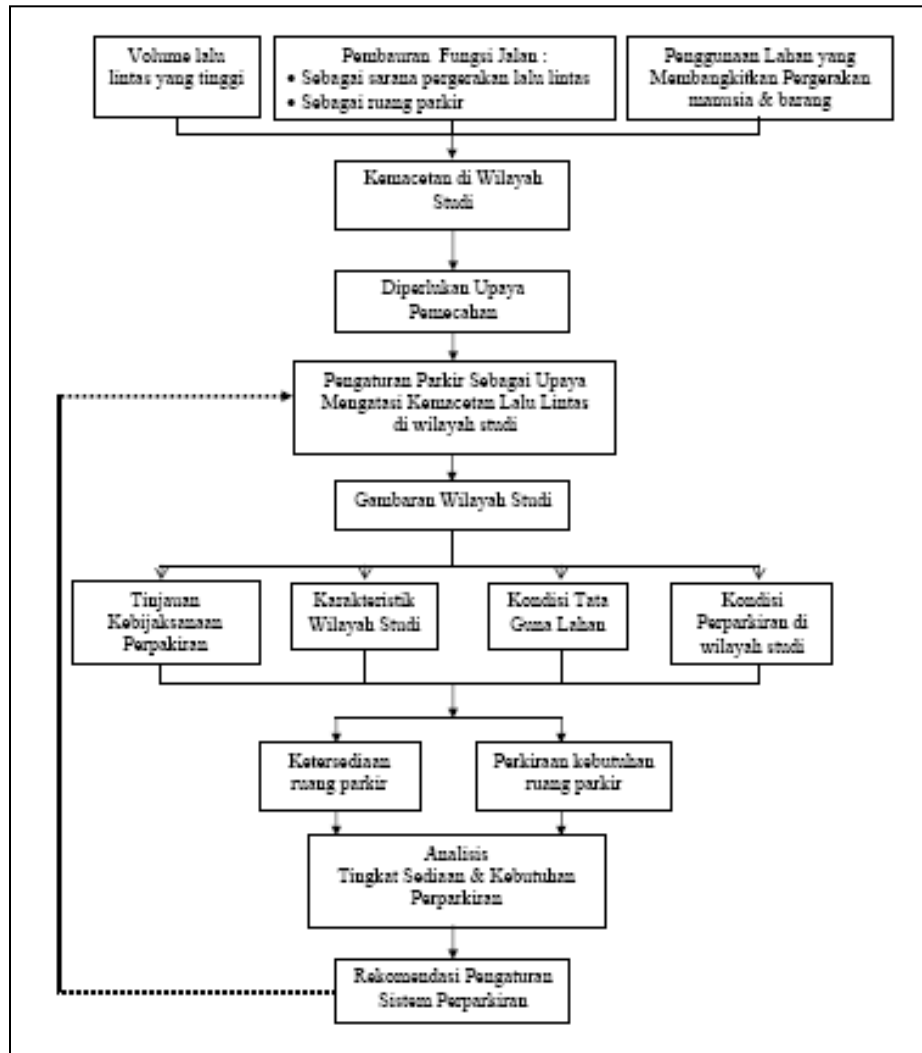 Volume lalu
lintas yang tinggi
Pembauran Fungsi Jalan :
• Sebagai sarana pergerakan lalu lintas
• Sebagai ruang parkir
Penggunaan Lahan yang
Membangkitkan Pergerakan
manusia & barang
Kemacetan di Wilayah
Studi
Diperlukan Upaya
Pemecahan
Pengaturan Parkir Sebagai Upaya
Mengatasi Kemacetan Lalu Lintas
di wilayah studi
Gambaran Wilayah Studi
Tinjauan
Kebijaksanaan
Perpakiran
Karakteristik
Wilayah Studi
Kondisi Tata
Guna Lahan
Kondisi
Perparkiran di
wilayah studi
Ketersediaan
ruang parkir
Perkiraan kebutuhan
ruang parkir
Analisis
Tingkat Sediaan & Kebutuhan
Perparkiran
Rekomendasi Pengaturan
Sistem Perparkiran